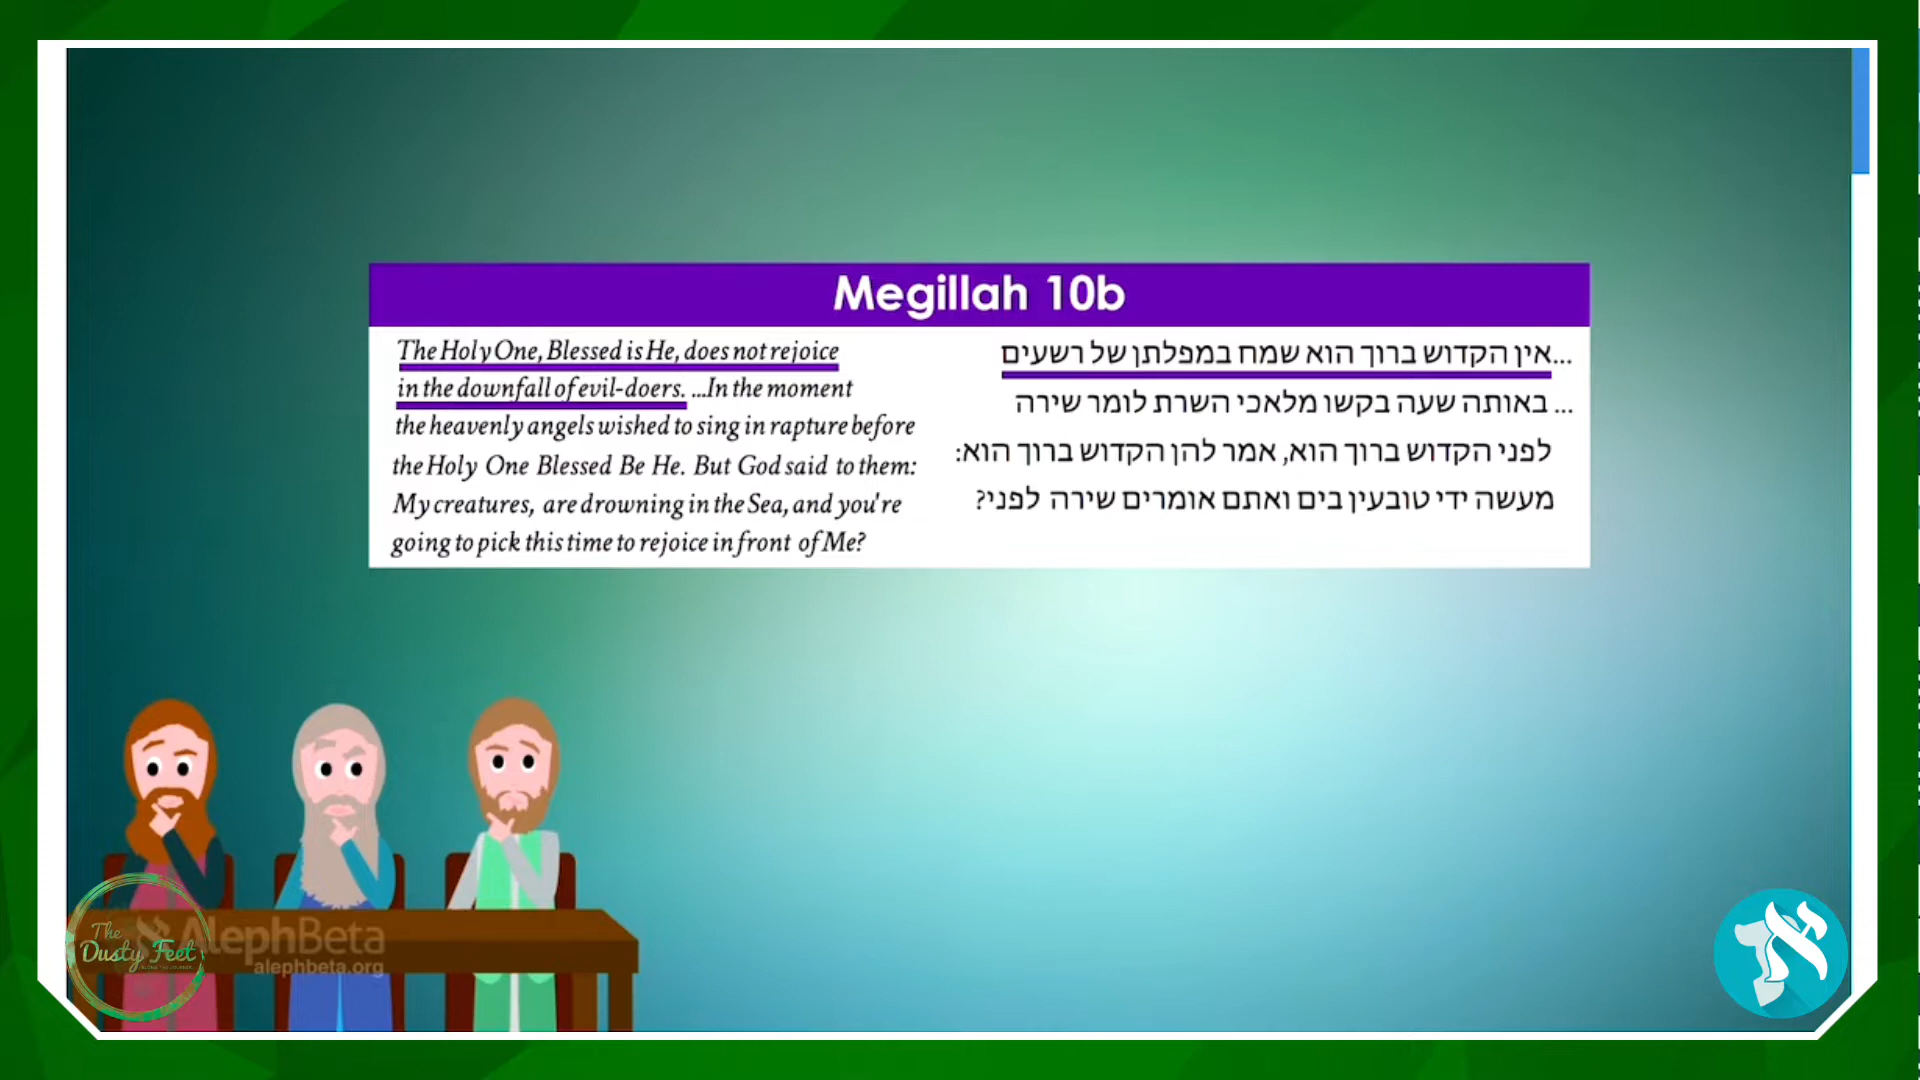 Megillah 10b
The Holy One, Blessed is He, does not rejoice
in the downfall of evil-doers. ...In the moment
the heavenly angels wished to sing in rapture before
the Holy One Blessed Be He. But God said to them:
My creatures, are drowning in the Sea, and you're
going to pick this time to rejoice in front of Me?
...אין הקדוש ברוך הוא שמח במפלתן של רשעים
... באותה שעה בקשו מלאכי השרת לומר שירה
לפני הקדוש ברוך הוא, אמר להן הקדוש ברוך הוא:
מעשה ידי טובעין בים ואתם אומרים שירה לפני?
The
Dusty Feet
AlephBeta
alephbeta.org
א